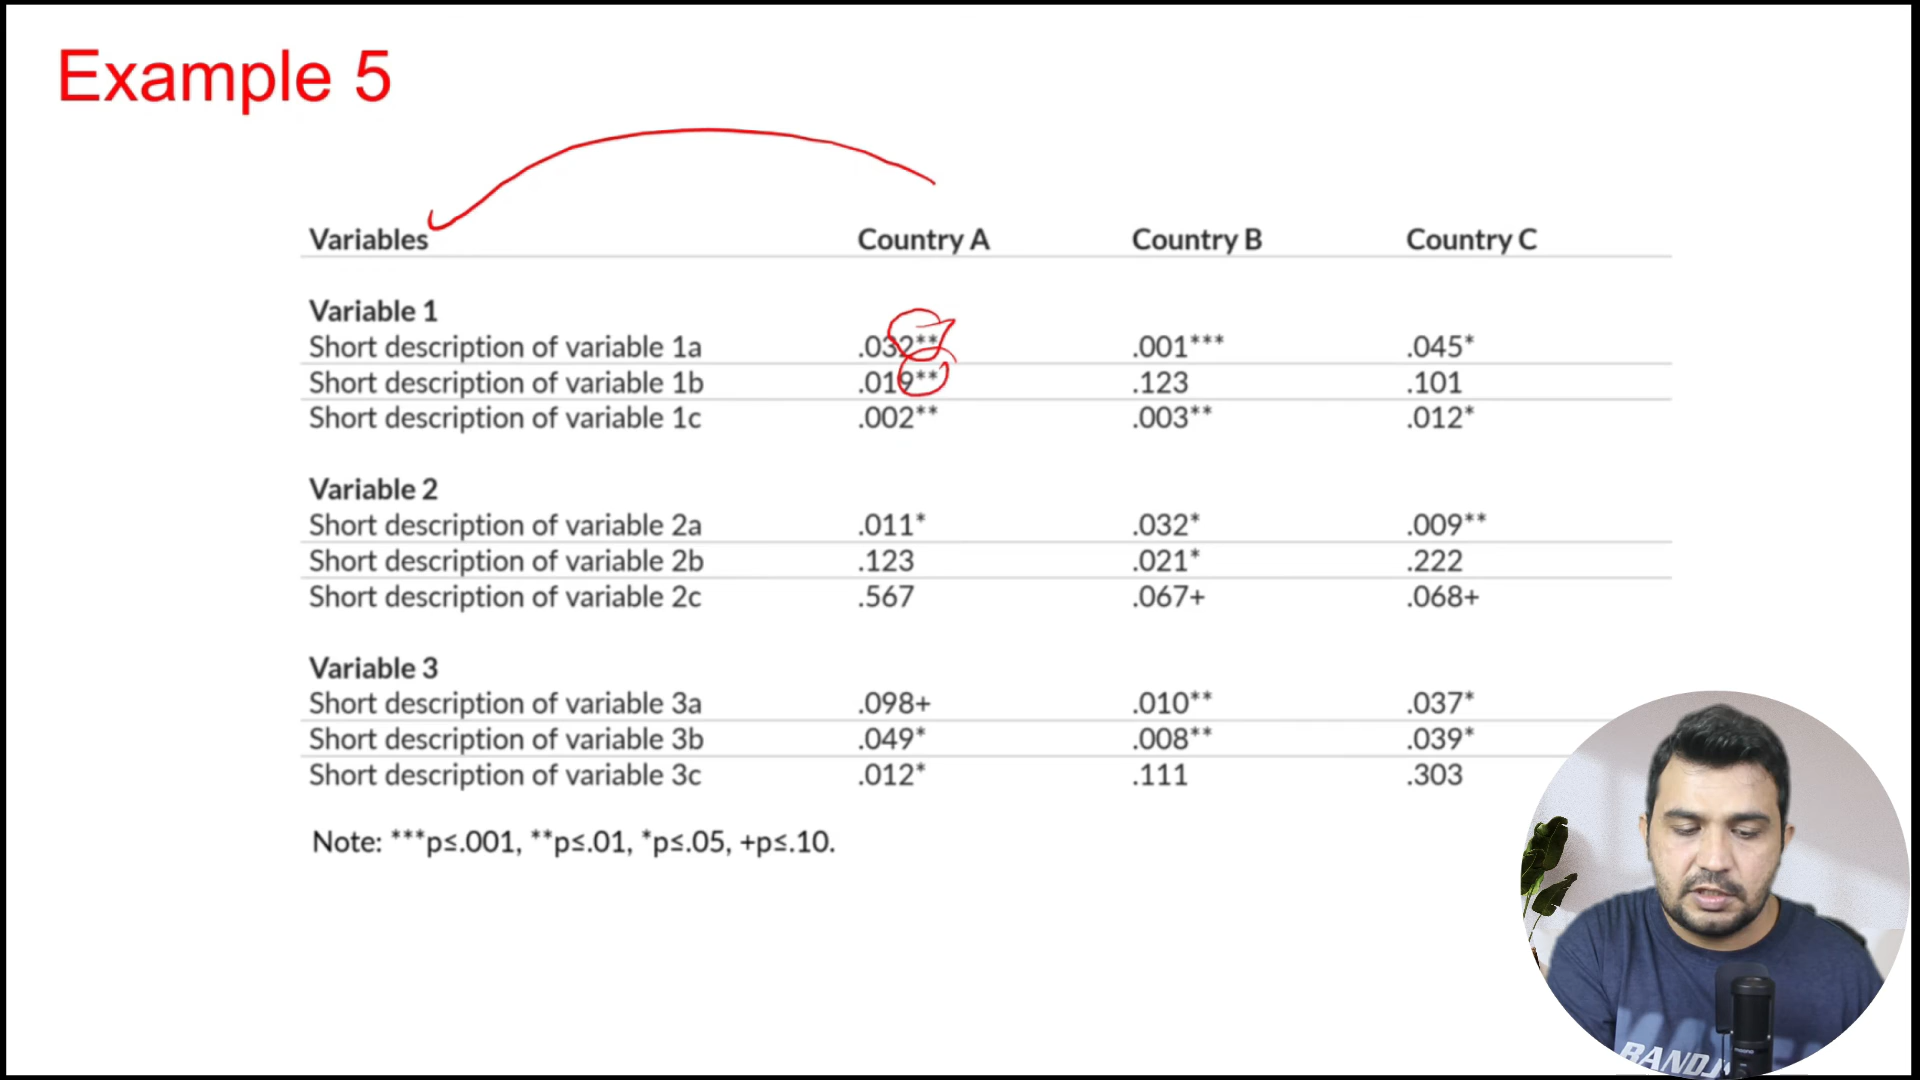 Example 5
Variables Country A Country B Country C
Variable 1
Short description of variable 1a .032** .001*** .045*
Short description of variable 1b .019** .123 .101
Short description of variable 1c .002** .003** .012*
Variable 2
Short description of variable 2a .011* .032* .009**
Short description of variable 2b .123 .021* .222
Short description of variable 2c .567 .067+ .068+
Variable 3
Short description of variable 3a .098+ .010** .037*
Short description of variable 3b .049* .008** .039*
Short description of variable 3c .012* .111 .303
Note: ***p≤.001, **p≤.01, *p≤.05, +p≤.10.